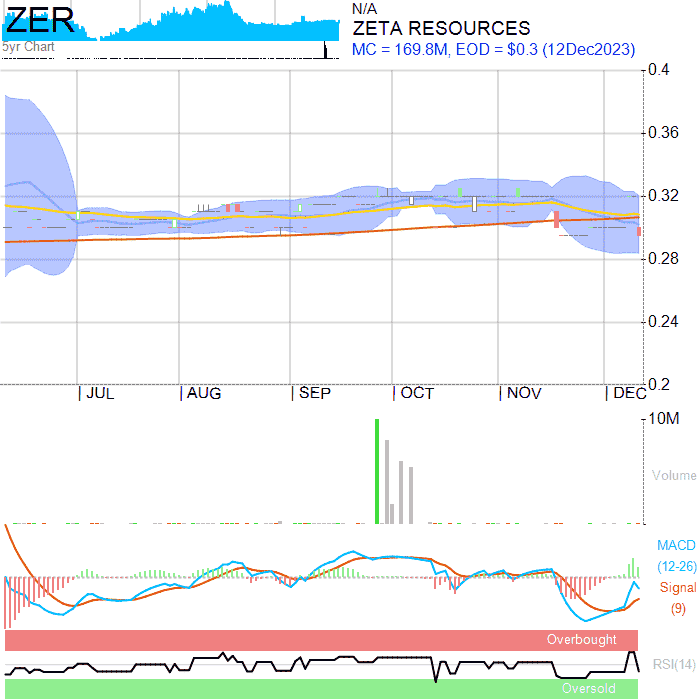 ZER
5yr Chart
N/A
ZETA RESOURCES
MC = 169.8M, EOD = $0.3 (12Dec2023)
0.4
0.36
0.32
0.28
0.24
0.2
JUL AUG SEP OCT NOV DEC
10M
Volume
MACD
(12-26)
Signal
(9)
Overbought
RSI(14)
Oversold